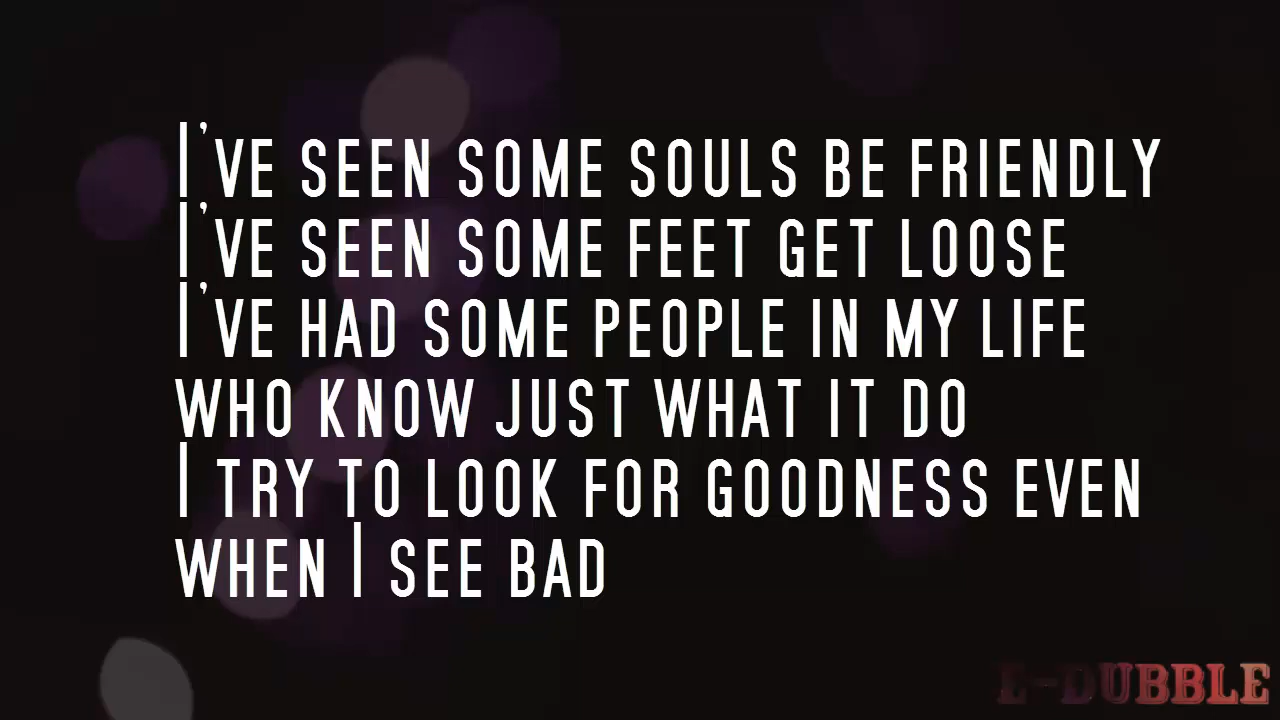 I'VE SEEN SOME SOULS BE FRIENDLY
I'VE SEEN SOME FEET GET LOOSE
I'VE HAD SOME PEOPLE IN MY LIFE
WHO KNOW JUST WHAT IT DO
I TRY TO LOOK FOR GOODNESS EVEN
WHEN I SEE BAD
E-DUBBLE